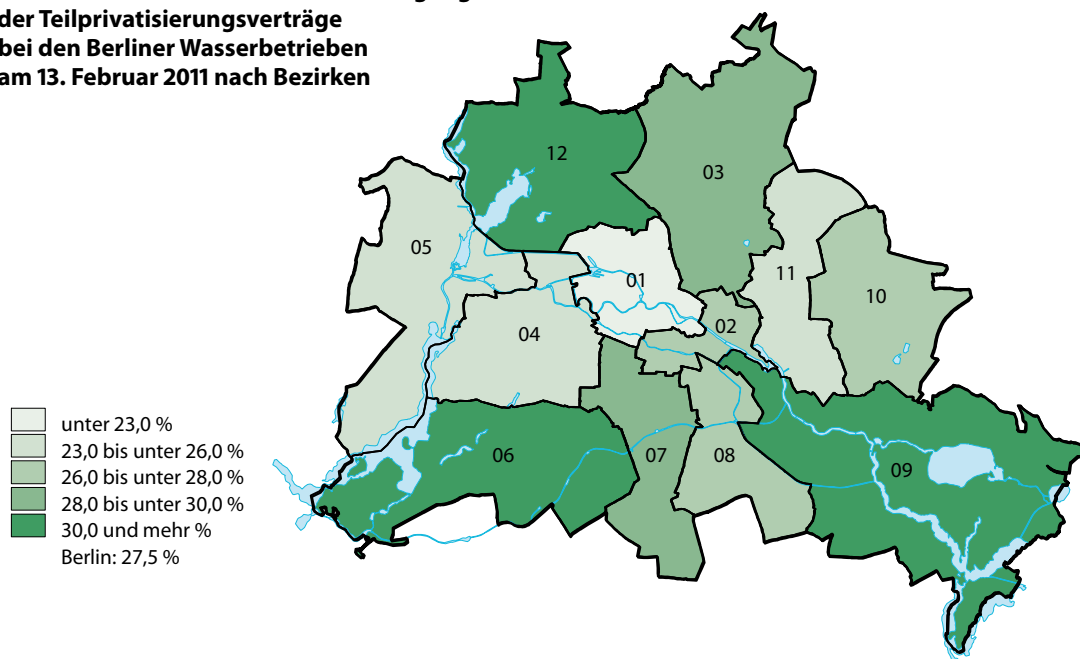 der Teilprivatisierungsverträge
bei den Berliner Wasserbetrieben
am 13. Februar 2011 nach Bezirken
12
03
05
01
11
10
02
04
06
07
08
09
unter 23,0 %
23,0 bis unter 26,0 %
26,0 bis unter 28,0 %
28,0 bis unter 30,0 %
30,0 und mehr %
Berlin: 27,5 %